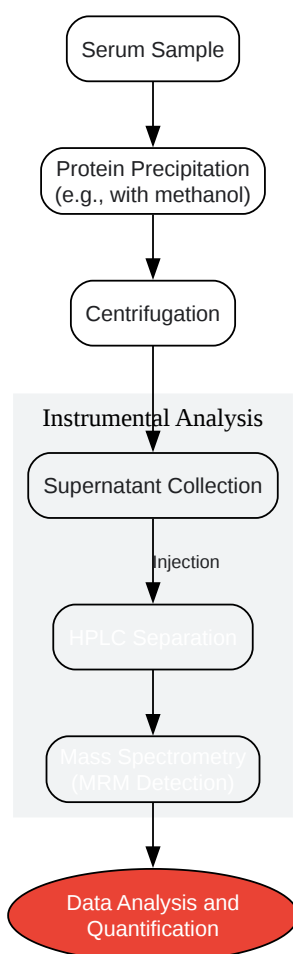 Serum Sample
Protein Precipitation
(e.g., with methanol)
Centrifugation
Instrumental Analysis
Supernatant Collection
Injection
HPLC Separation
Mass Spectrometry
(MRM Detection)
Data Analysis and
Quantification